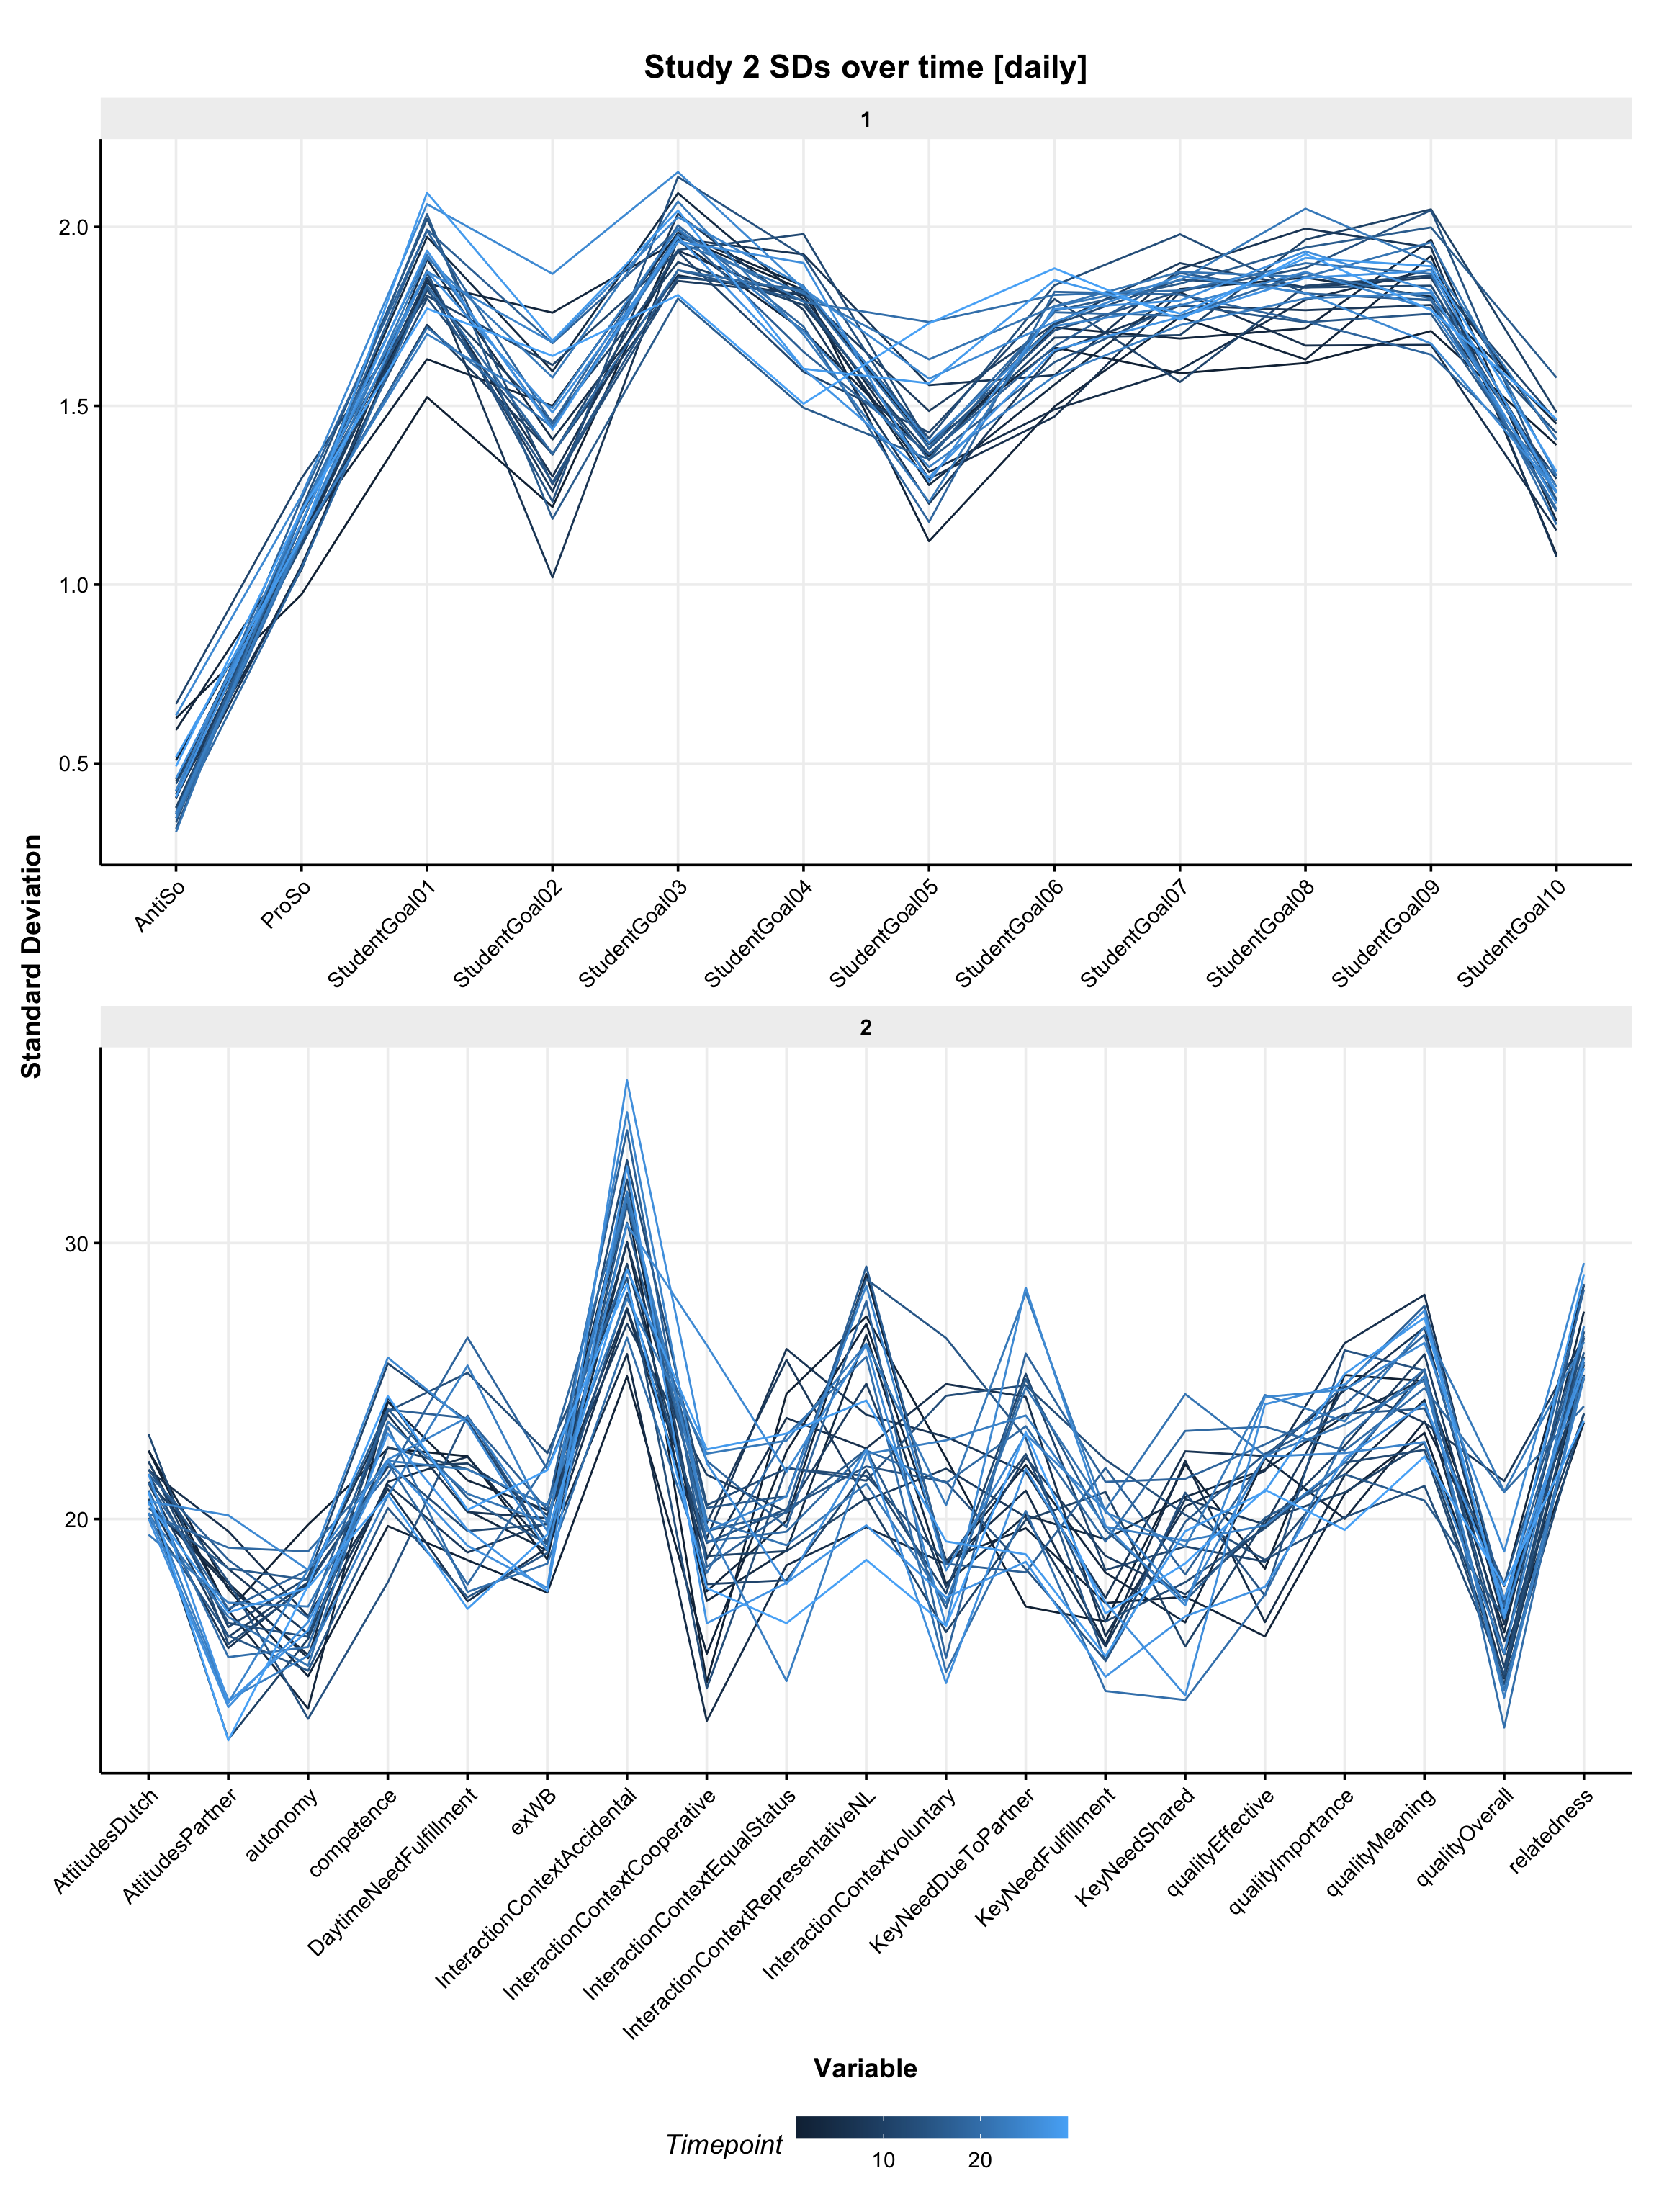 Study 2 SDs over time [daily]
1
2.0
1.5
1.0
0.5
AntiSo
ProSo
StudentGoal01
StudentGoal02
StudentGoal03
StudentGoal04
StudentGoal05
StudentGoal06
StudentGoal07
StudentGoal08
StudentGoal09
StudentGoal10
Standard Deviation
2
30
20
AttitudesDutch
AttitudesPartner
autonomy
competence
DaytimeNeedFulfillment
exWB
InteractionContextAccidental
InteractionContextCooperative
InteractionContextEqualStatus
InteractionContextRepresentativeNL
InteractionContextvoluntary
KeyNeedDueToPartner
KeyNeedFulfillment
KeyNeedShared
qualityEffective
qualityImportance
qualityMeaning
qualityOverall
relatedness
Variable
Timepoint
10
20